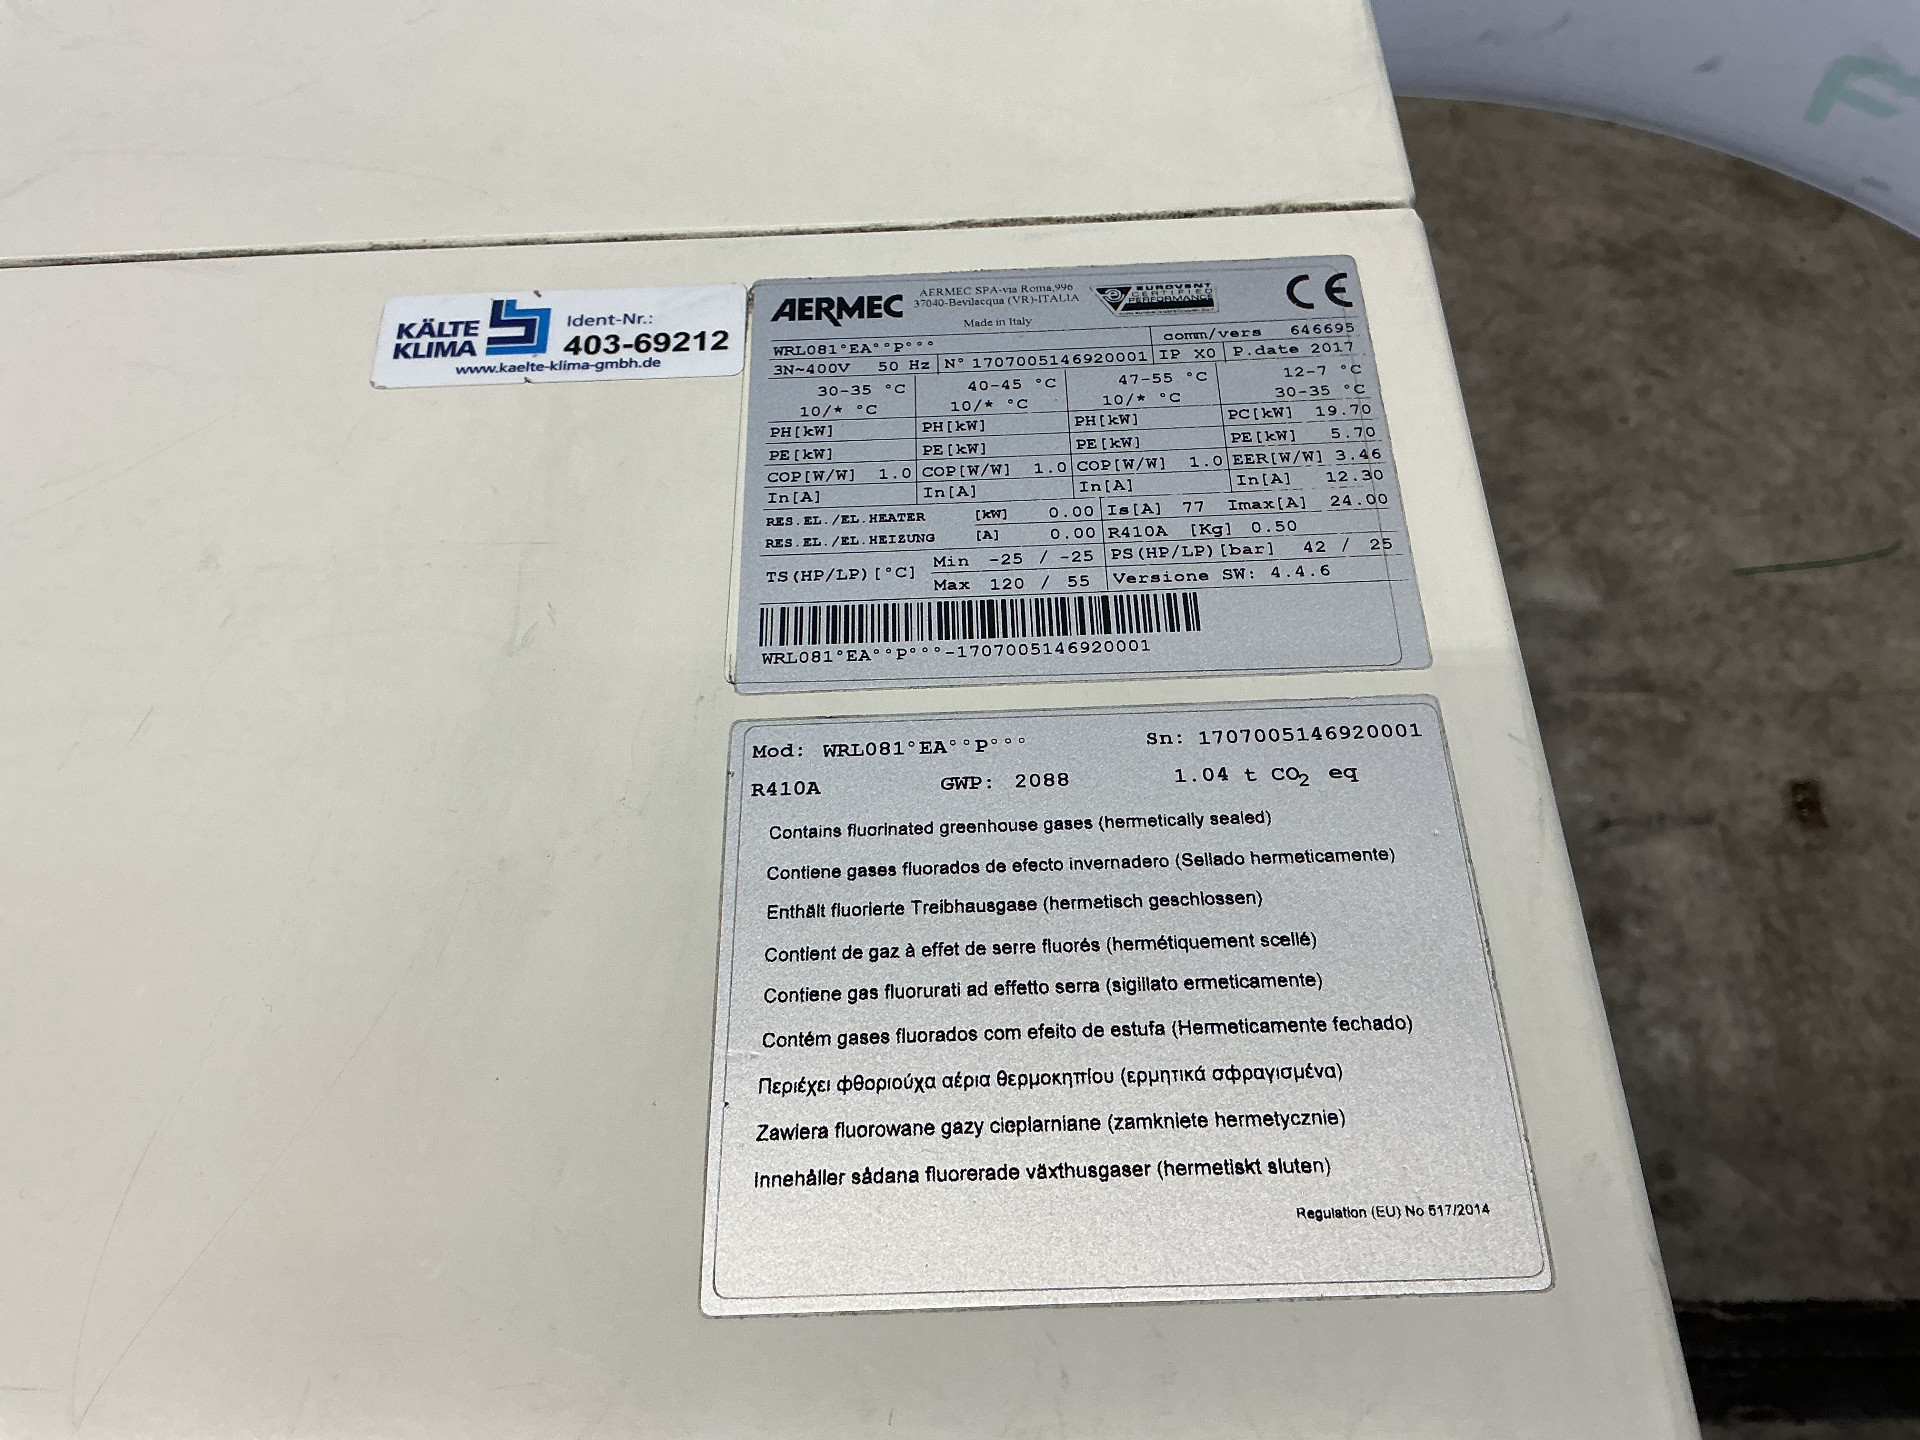 KÄLTE
KLIMA
Ident-Nr.:
403-69212
www.kaelte-klima-gmbh.de
AERMEC
AERMEC SPA-via Roma,996
37040-Bevilacqua (VR)-ITALIA
Made in Italy
EUROVENT
CERTIFIED
PERFORMANCE
CE
WRL081°EA°°P°°° comm/vers 646695
3N~400V 50 Hz N° 1707005146920001 IP X0 P.date 2017
30-35 °C 40-45 °C 47-55 °C 12-7 °C
10/* °C 10/* °C 10/* °C 30-35 °C
PH[kW] PH[kW] PH[kW] PC[kW] 19.70
PE[kW] PE[kW] PE[kW] PE[kW] 5.70
COP[W/W] 1.0 COP[W/W] 1.0 COP[W/W] 1.0 EER[W/W] 3.46
In[A] In[A] In[A] In[A] 12.30
RES.EL./EL.HEATER [kW] 0.00 Is[A] 77 Imax[A] 24.00
RES.EL./EL.HEIZUNG [A] 0.00 R410A [Kg] 0.50
TS(HP/LP)[°C] Min -25 / -25 PS(HP/LP)[bar] 42 / 25
Max 120 / 55 Versione SW: 4.4.6
WRL081°EA°°P°°°-1707005146920001
Mod: WRL081°EA°°P°°° Sn: 1707005146920001
R410A GWP: 2088 1.04 t CO₂ eq
Contains fluorinated greenhouse gases (hermetically sealed)
Contiene gases fluorados de efecto invernadero (Sellado hermeticamente)
Enthält fluorierte Treibhausgase (hermetisch geschlossen)
Contient de gaz à effet de serre fluorés (hermétiquement scellé)
Contiene gas fluorurati ad effetto serra (sigillato ermeticamente)
Contém gases fluorados com efeito de estufa (Hermeticamente fechado)
Περιέχει φθοριούχα αέρια θερμοκηπίου (ερμητικά σφραγισμένα)
Zawiera fluorowane gazy cieplarniane (zamkniete hermetycznie)
Innehåller sådana fluorerade växthusgaser (hermetiskt sluten)
Regulation (EU) No 517/2014